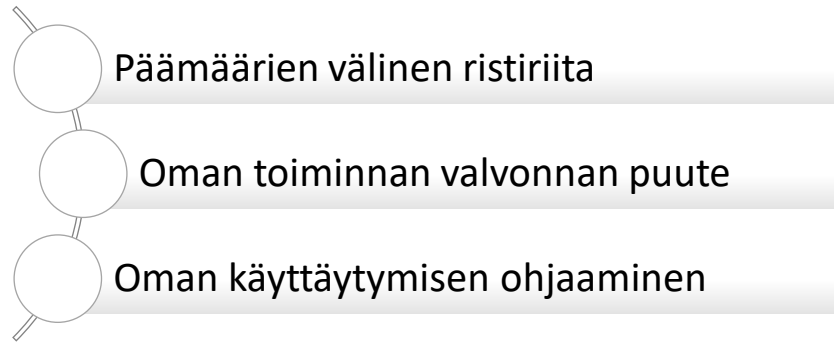 Päämäärien välinen ristiriita
Oman toiminnan valvonnan puute
Oman käyttäytymisen ohjaaminen